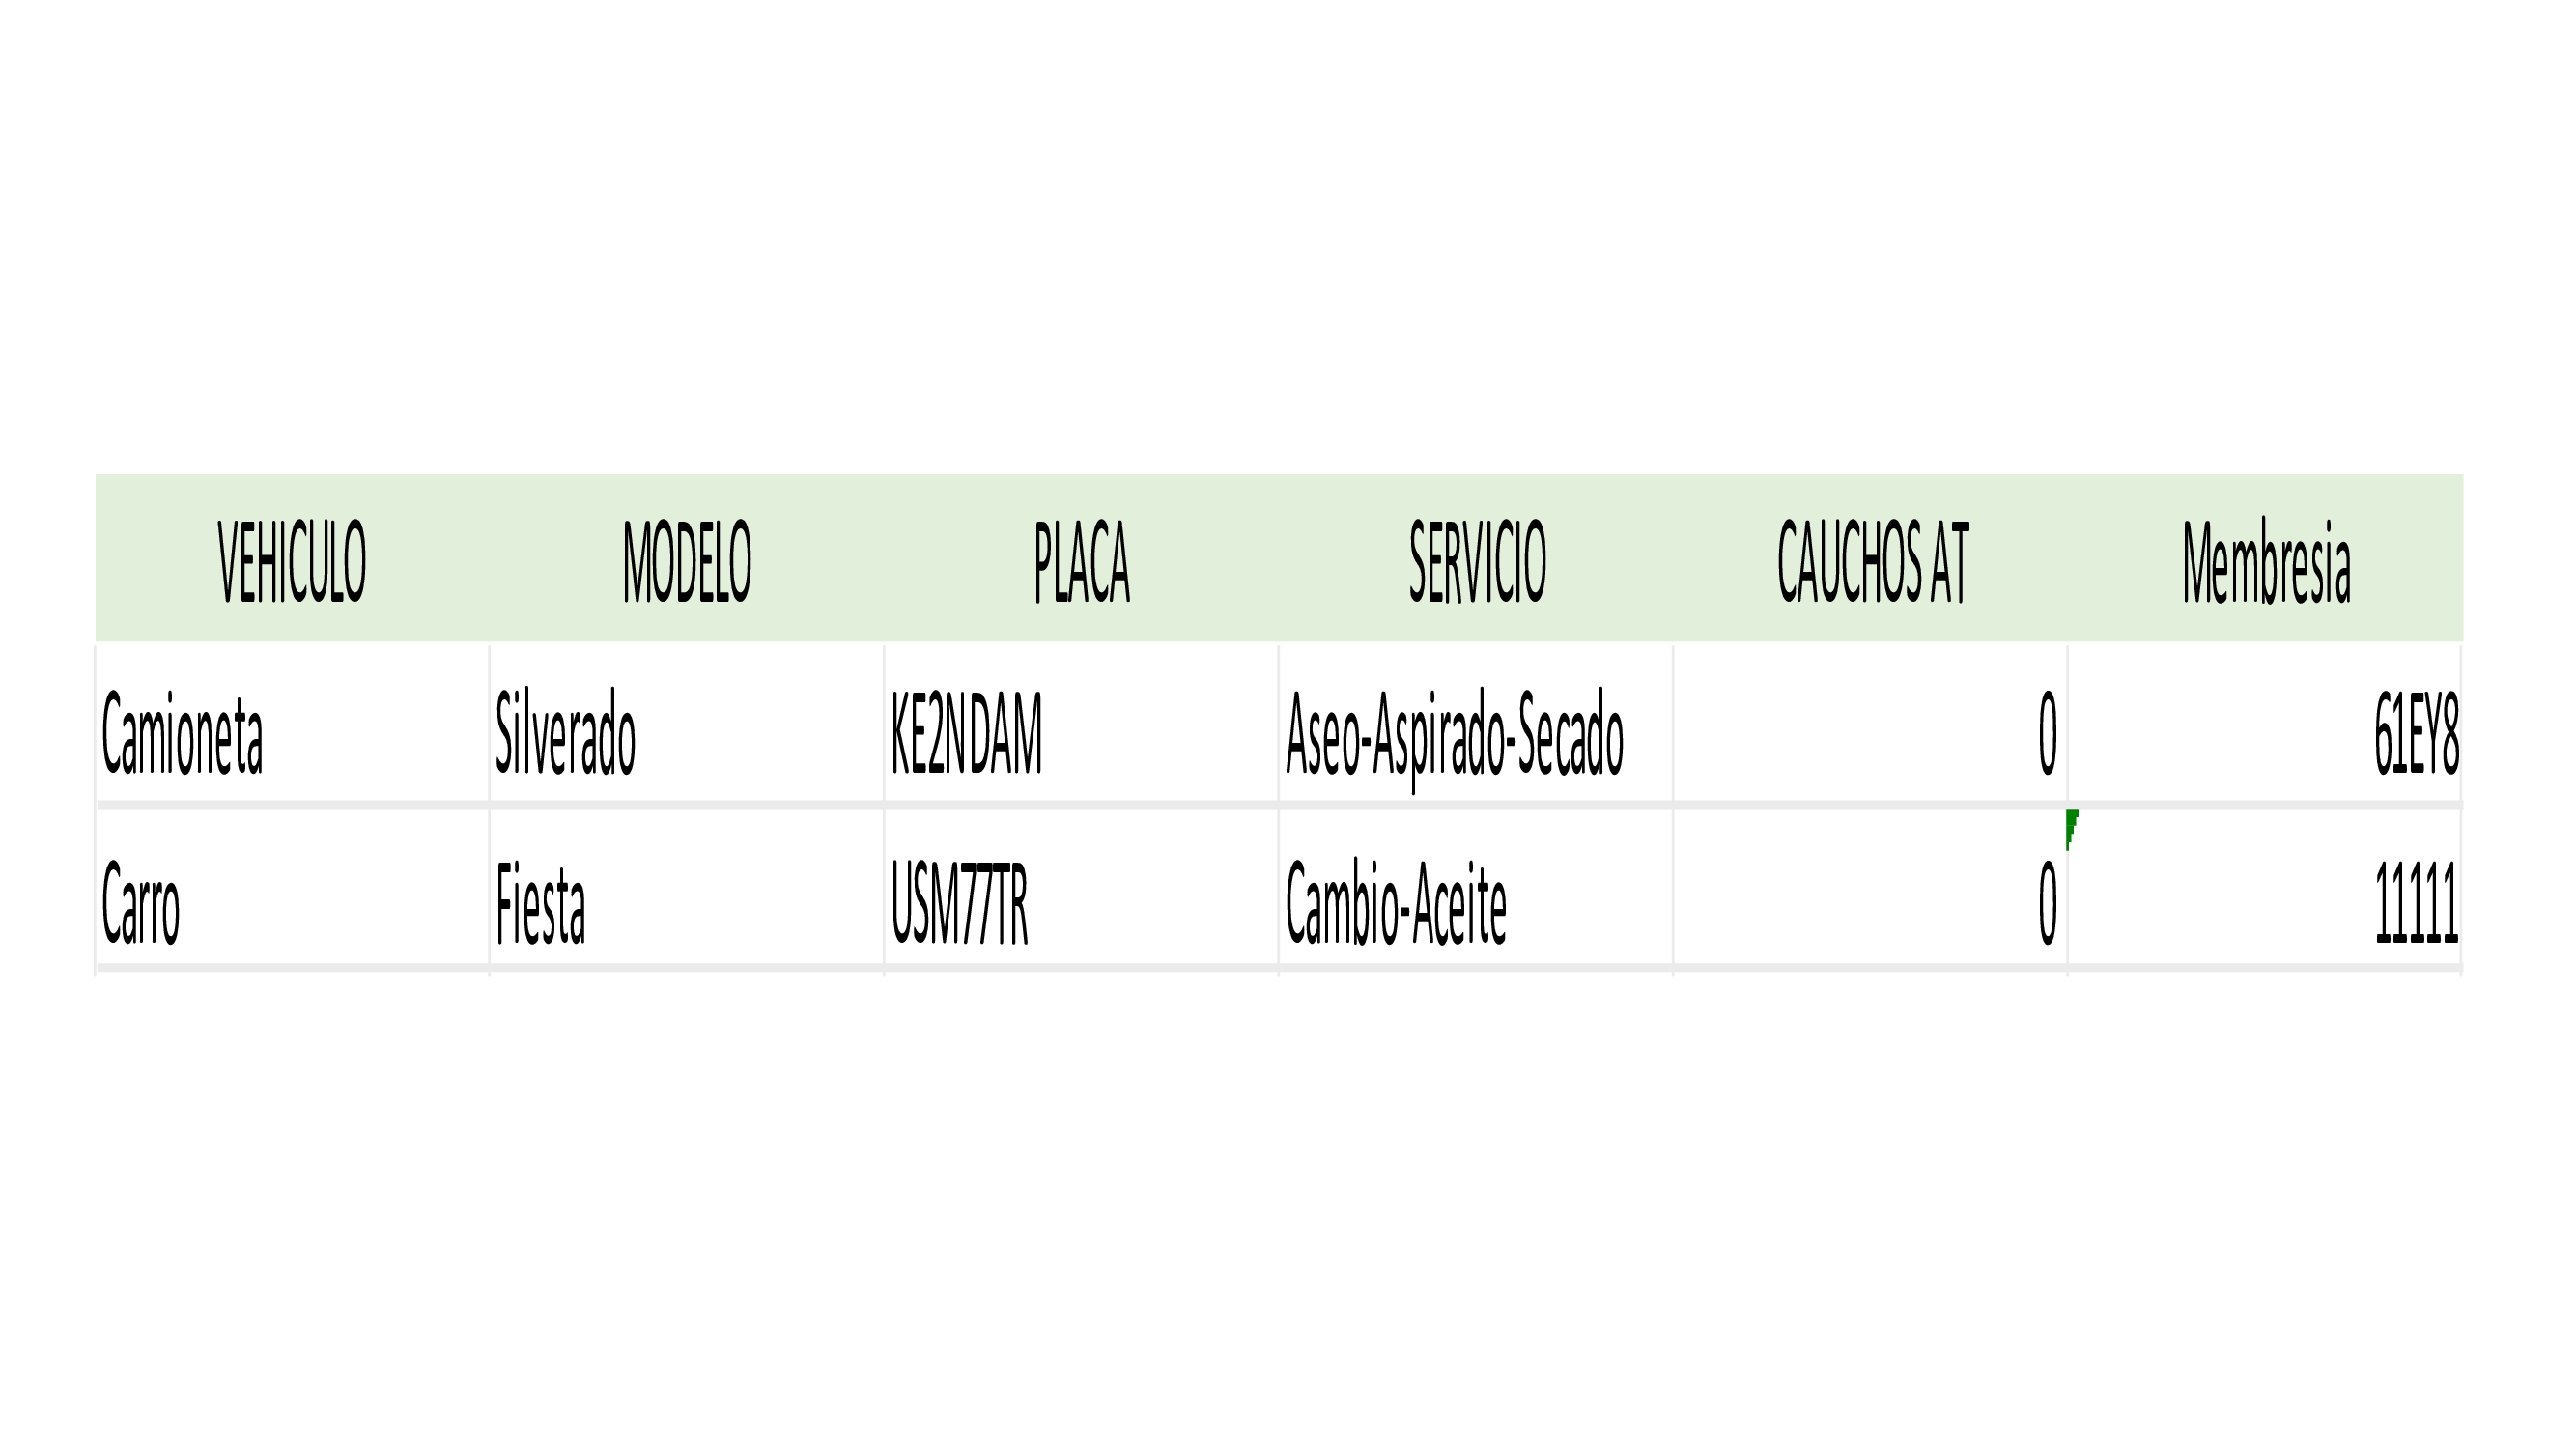 VEHICULO MODELO PLACA SERVICIO CAUCHOS AT Membresia
Camioneta Silverado KE2NDAM Aseo-Aspirado-Secado 0 61EY8
Carro Fiesta USM77TR Cambio-Aceite 0 11111